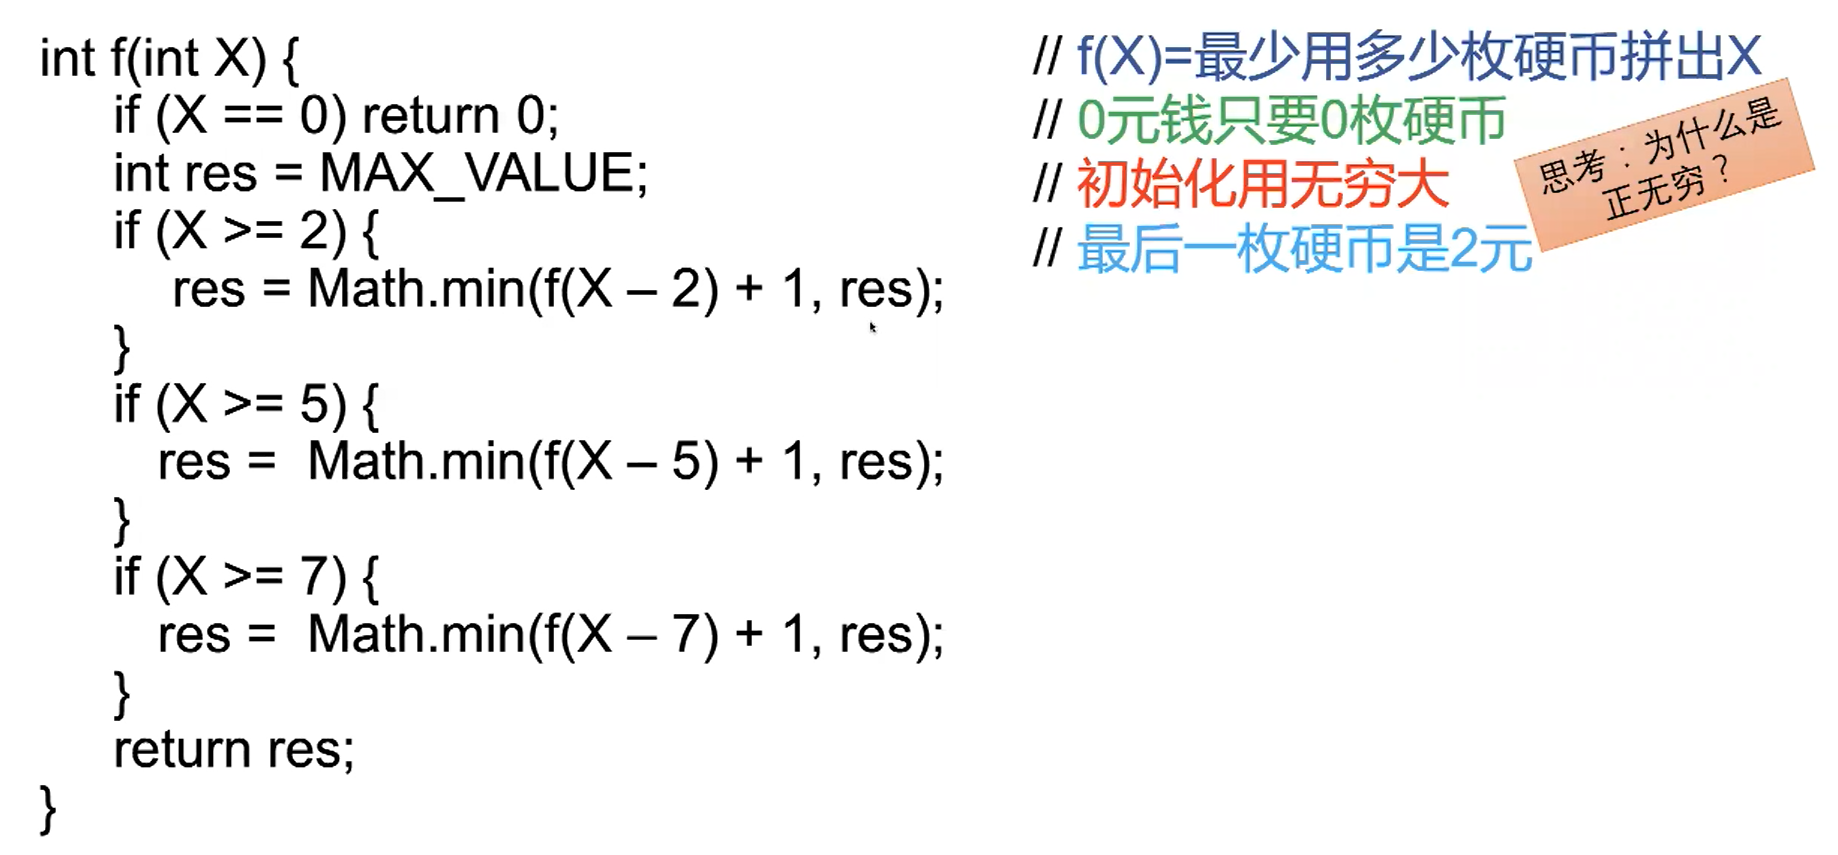 int f(int X) {
// f(X)=最少用多少枚硬币拼出X
if (X == 0) return 0;
// 0元钱只要0枚硬币
int res = MAX_VALUE;
// 初始化用无穷大
思考：为什么是
正无穷？
if (X >= 2) {
// 最后一枚硬币是2元
res = Math.min(f(X – 2) + 1, res);
}
if (X >= 5) {
res = Math.min(f(X – 5) + 1, res);
}
if (X >= 7) {
res = Math.min(f(X – 7) + 1, res);
}
return res;
}